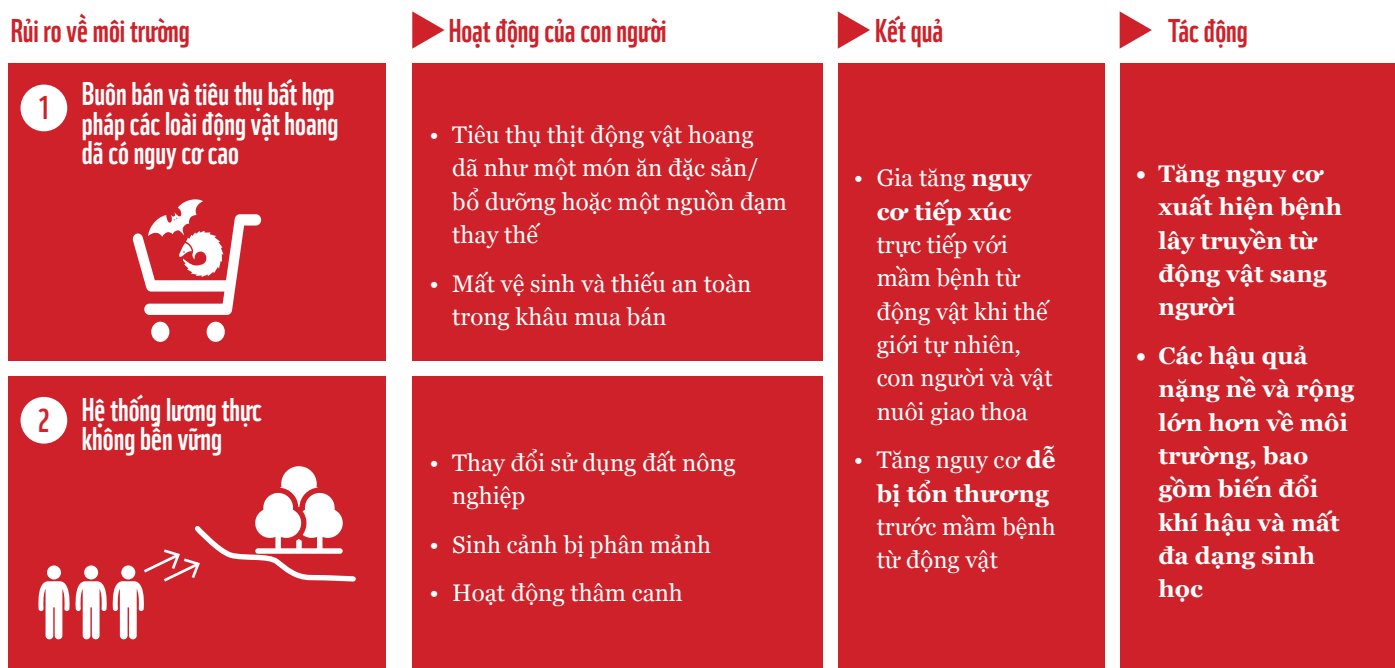 Rủi ro về môi trường
Hoạt động của con người
Kết quả
Tác động
1
Buôn bán và tiêu thụ bất hợp
pháp các loài động vật hoang
dã có nguy cơ cao
• Tiêu thụ thịt động vật hoang
dã như một món ăn đặc sản/
bổ dưỡng hoặc một nguồn đạm
thay thế
• Mất vệ sinh và thiếu an toàn
trong khâu mua bán
2
Hệ thống lương thực
không bền vững
• Thay đổi sử dụng đất nông
nghiệp
• Sinh cảnh bị phân mảnh
• Hoạt động thâm canh
• Gia tăng nguy
cơ tiếp xúc
trực tiếp với
mầm bệnh từ
động vật khi thế
giới tự nhiên,
con người và vật
nuôi giao thoa
• Tăng nguy cơ dễ
bị tổn thương
trước mầm bệnh
từ động vật
• Tăng nguy cơ
xuất hiện bệnh
lây truyền từ
động vật sang
người
• Các hậu quả
nặng nề và rộng
lớn hơn về môi
trường, bao
gồm biến đổi
khí hậu và mất
đa dạng sinh
học